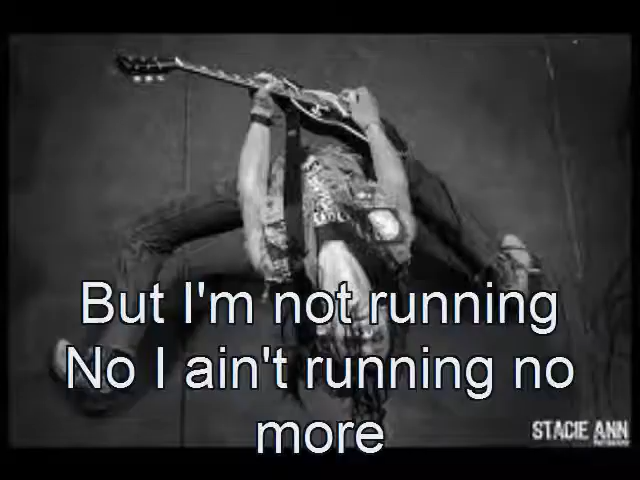 But I'm not running
No I ain't running no
more
STACIE ANN